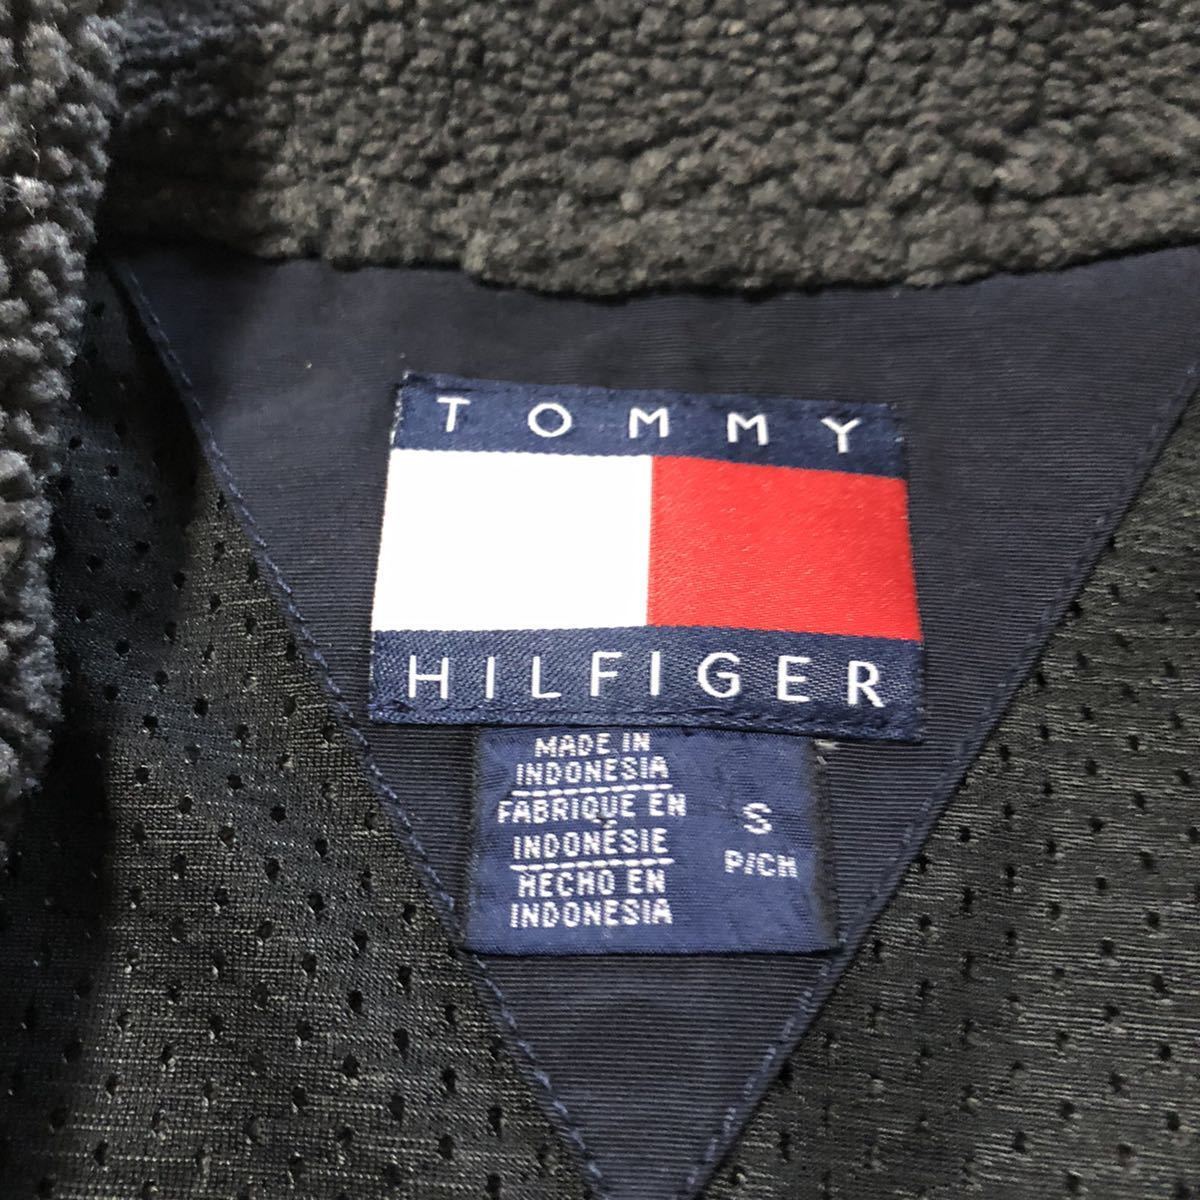 TOMMY
HILFIGER
MADE IN
INDONESIA
FABRIQUE EN
INDONÉSIE
HECHO EN
INDONESIA
S
P/CH